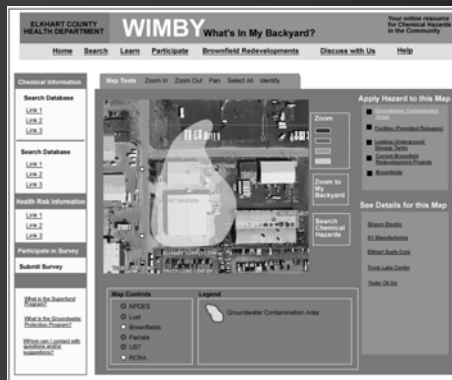 ELKHART COUNTY
HEALTH DEPARTMENT
WIMBY What's In My Backyard?
Your online resource
for Chemical Hazards
in the Community
Home Search Learn Participate Brownfield Redevelopments Discuss with Us Help
Chemical Information
Search Database
Link 1
Link 2
Link 3
Search Database
Link 1
Link 2
Link 3
Health Risk Information
Link 1
Link 2
Link 3
Participate in Survey
Submit Survey
What is the Superfund
Program?
What is the Groundwater
Protection Program?
Whom can I contact with
questions and/or
suggestions?
Map Tools Zoom In Zoom Out Pan Select All Identify
Zoom
Zoom to
My
Backyard
Search
Chemical
Hazards
ELKHART SUPPLY CORP
TRUCK LUBE CENTER
Map Controls
NPDES
Lust
Brownfields
Parcels
UST
RCRA
Legend
Groundwater Contamination Area
Apply Hazard to this Map
Groundwater Contamination
Areas
Facilities (Permitted Releases)
Leaking Underground
Storage Tanks
Current Brownfield
Redevelopment Projects
Brownfields
See Details for this Map
A1 Manufacturing
Elkhart Supply Corp
Truck Lube Center